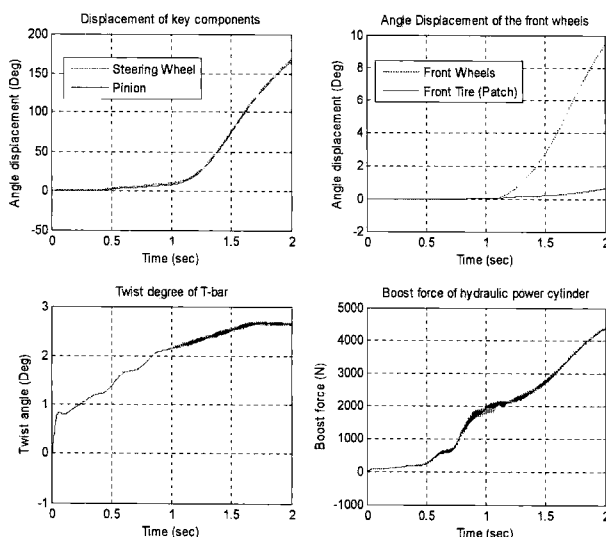 Displacement of key components
200
150
100
50
0
-50
Angle displacement (Deg)
Steering Wheel
Pinion
0
0.5
1
1.5
2
Time (sec)
Angle Displacement of the front wheels
10
8
6
4
2
0
-2
Angle displacement (Deg)
Front Wheels
Front Tire (Patch)
0
0.5
1
1.5
2
Time (sec)
Twist degree of T-bar
3
2
1
0
-1
Twist angle (Deg)
0
0.5
1
1.5
2
Time (sec)
Boost force of hydraulic power cylinder
5000
4000
3000
2000
1000
0
-1000
Boost force (N)
0
0.5
1
1.5
2
Time (sec)